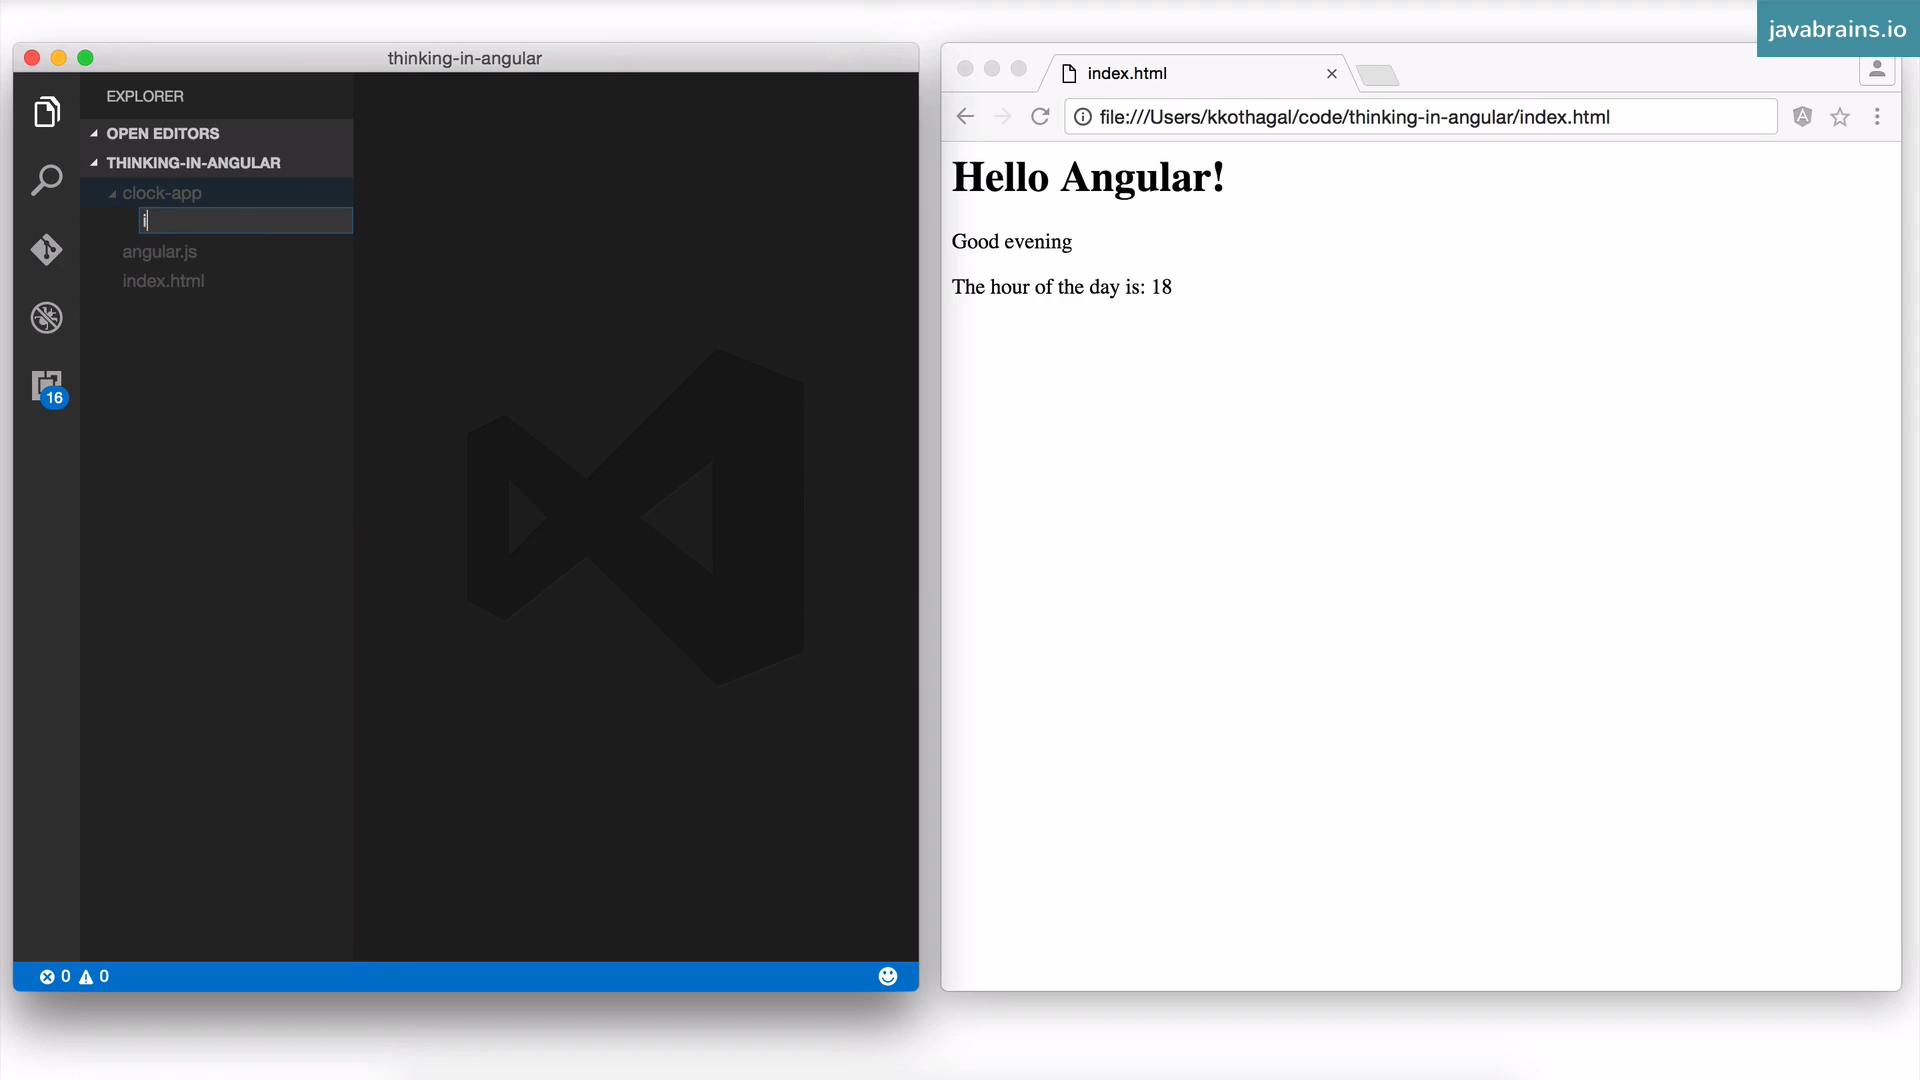 javabrains.io
thinking-in-angular
EXPLORER
OPEN EDITORS
THINKING-IN-ANGULAR
clock-app
i
angular.js
index.html
16
0 0
index.html
file:///Users/kkothagal/code/thinking-in-angular/index.html
Hello Angular!
Good evening
The hour of the day is: 18